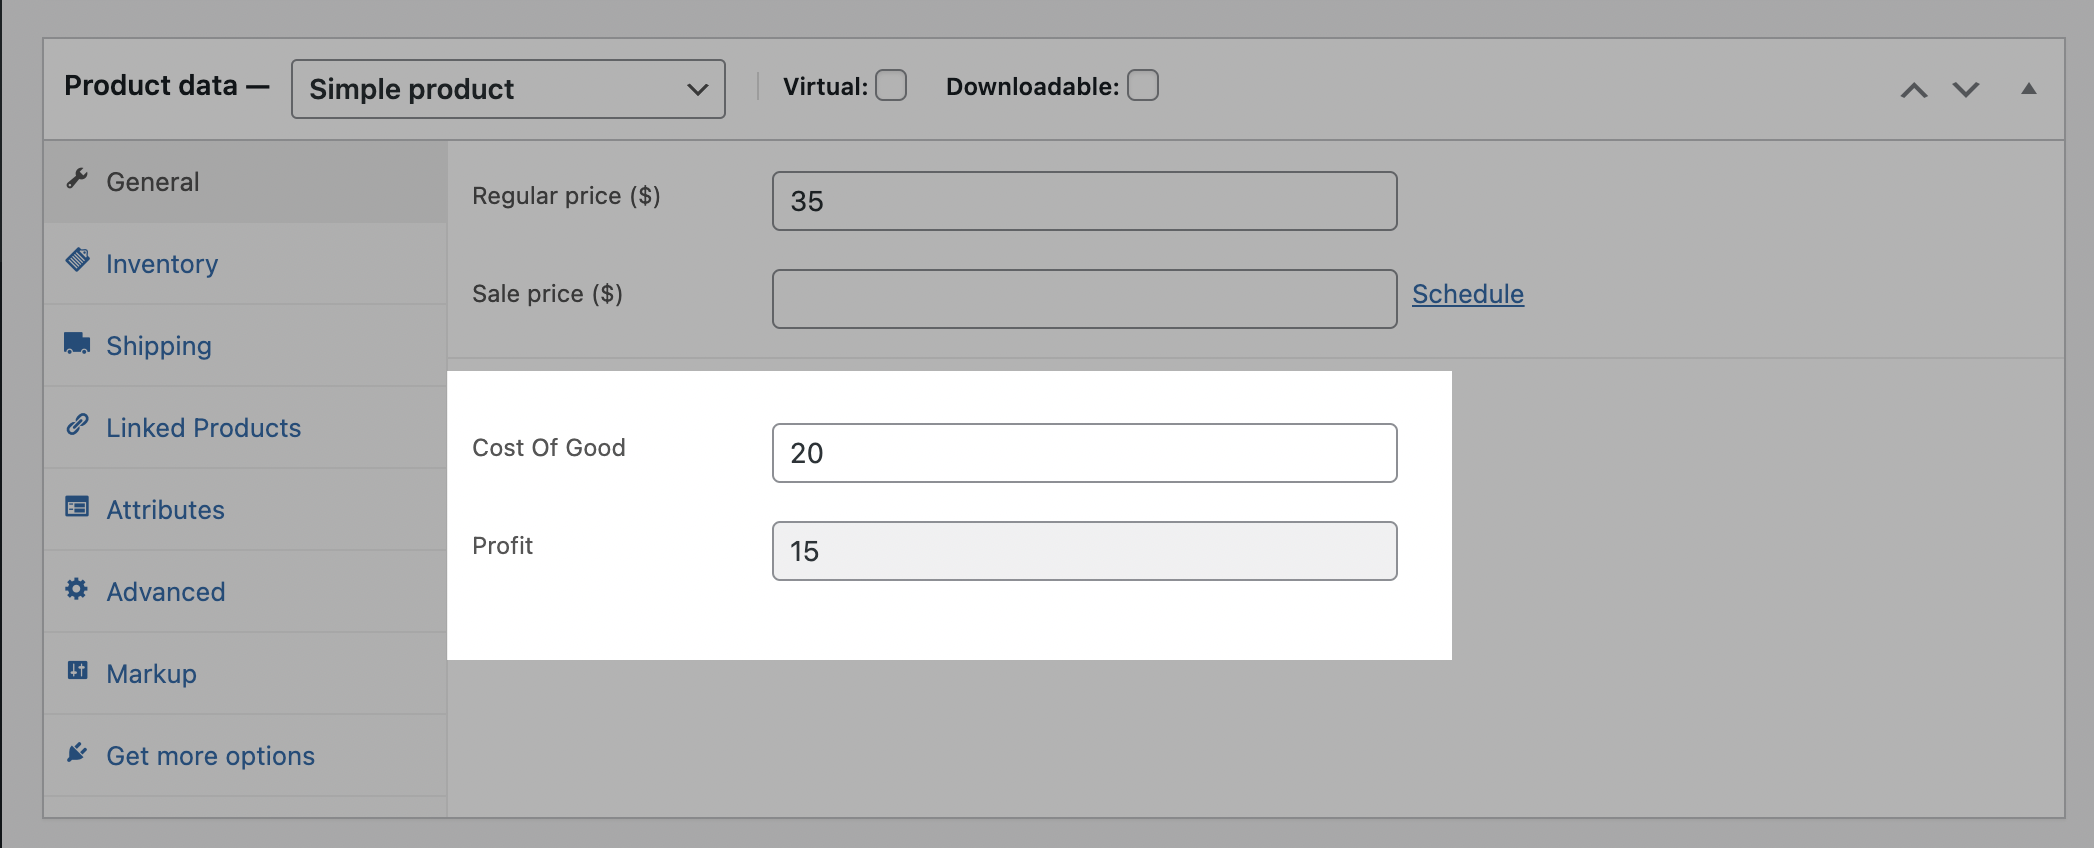 Product data —
Simple product
Virtual:
Downloadable:
General
Inventory
Shipping
Linked Products
Attributes
Advanced
Markup
Get more options
Regular price ($)
35
Sale price ($)
Schedule
Cost Of Good
20
Profit
15